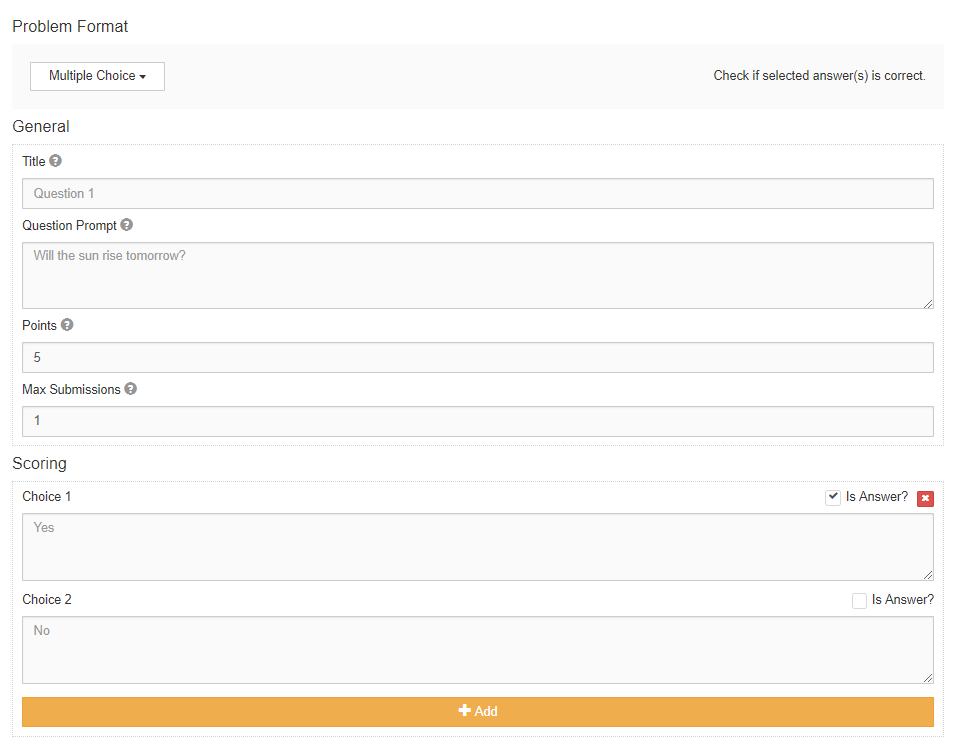 Problem Format
Multiple Choice
Check if selected answer(s) is correct.
General
Title
Question 1
Question Prompt
Will the sun rise tomorrow?
Points
5
Max Submissions
1
Scoring
Choice 1
Is Answer?
Yes
Choice 2
Is Answer?
No
Add